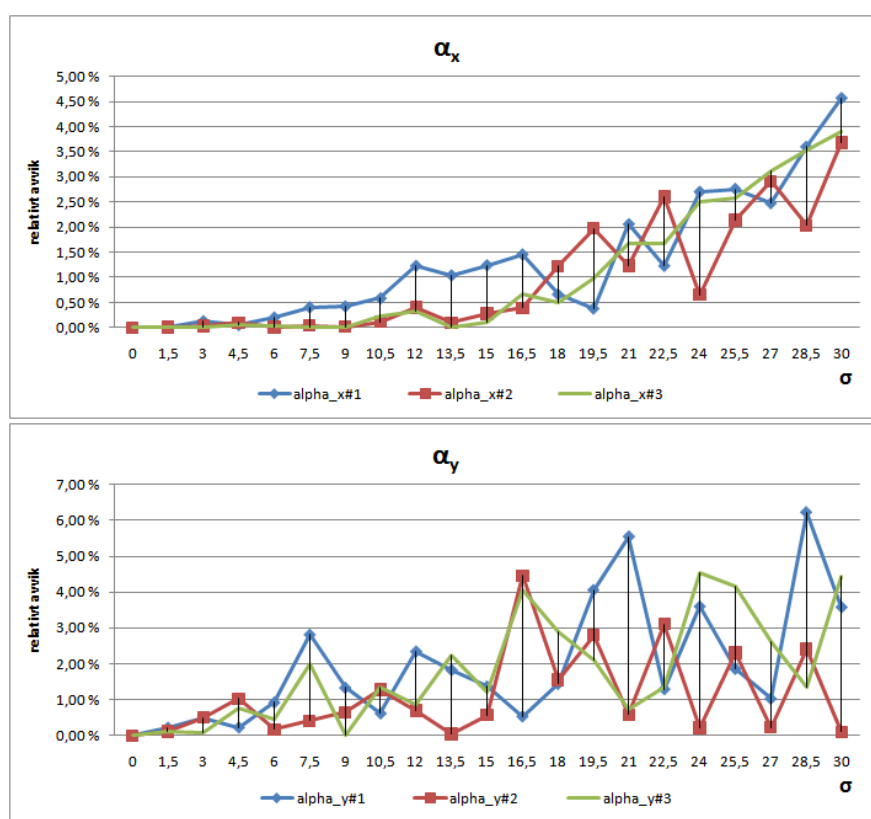 αx
relativt avvik
5,00 %
4,50 %
4,00 %
3,50 %
3,00 %
2,50 %
2,00 %
1,50 %
1,00 %
0,50 %
0,00 %
0 1,5 3 4,5 6 7,5 9 10,5 12 13,5 15 16,5 18 19,5 21 22,5 24 25,5 27 28,5 30
σ
alpha_x#1 alpha_x#2 alpha_x#3
αy
relativt avvik
7,00 %
6,00 %
5,00 %
4,00 %
3,00 %
2,00 %
1,00 %
0,00 %
0 1,5 3 4,5 6 7,5 9 10,5 12 13,5 15 16,5 18 19,5 21 22,5 24 25,5 27 28,5 30
σ
alpha_y#1 alpha_y#2 alpha_y#3